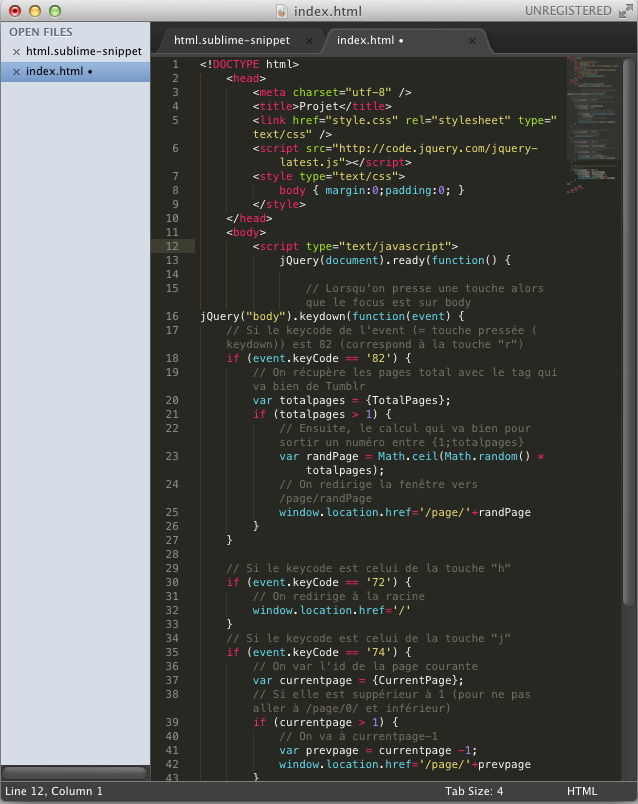 index.html
UNREGISTERED
OPEN FILES
html.sublime-snippet
index.html
html.sublime-snippet
index.html
1 <!DOCTYPE html>
2 <head>
3 <meta charset="utf-8" />
4 <title>Projet</title>
5 <link href="style.css" rel="stylesheet" type="
text/css" />
6 <script src="http://code.jquery.com/jquery-
latest.js"></script>
7 <style type="text/css">
8 body { margin:0;padding:0; }
9 </style>
10 </head>
11 <body>
12 <script type="text/javascript">
13 jQuery(document).ready(function() {
14
15 // Lorsqu'on presse une touche alors
que le focus est sur body
16 jQuery("body").keydown(function(event) {
17 // Si le keycode de l'event (= touche pressée (
keydown)) est 82 (correspond à la touche "r")
18 if (event.keyCode == '82') {
19 // On récupère les pages total avec le tag qui
va bien de Tumblr
20 var totalpages = {TotalPages};
21 if (totalpages > 1) {
22 // Ensuite, le calcul qui va bien pour
sortir un numéro entre {1;totalpages}
23 var randPage = Math.ceil(Math.random() *
totalpages);
24 // On redirige la fenêtre vers
/page/randPage
25 window.location.href='/page/'+randPage
26 }
27 }
28
29 // Si le keycode est celui de la touche "h"
30 if (event.keyCode == '72') {
31 // On redirige à la racine
32 window.location.href='/'
33 }
34 // Si le keycode est celui de la touche "j"
35 if (event.keyCode == '74') {
36 // On var l'id de la page courante
37 var currentpage = {CurrentPage};
38 // Si elle est suppérieur à 1 (pour ne pas
aller à /page/0/ et inférieur)
39 if (currentpage > 1) {
40 // On va à currentpage-1
41 var prevpage = currentpage -1;
42 window.location.href='/page/'+prevpage
43 }
Line 12, Column 1
Tab Size: 4
HTML